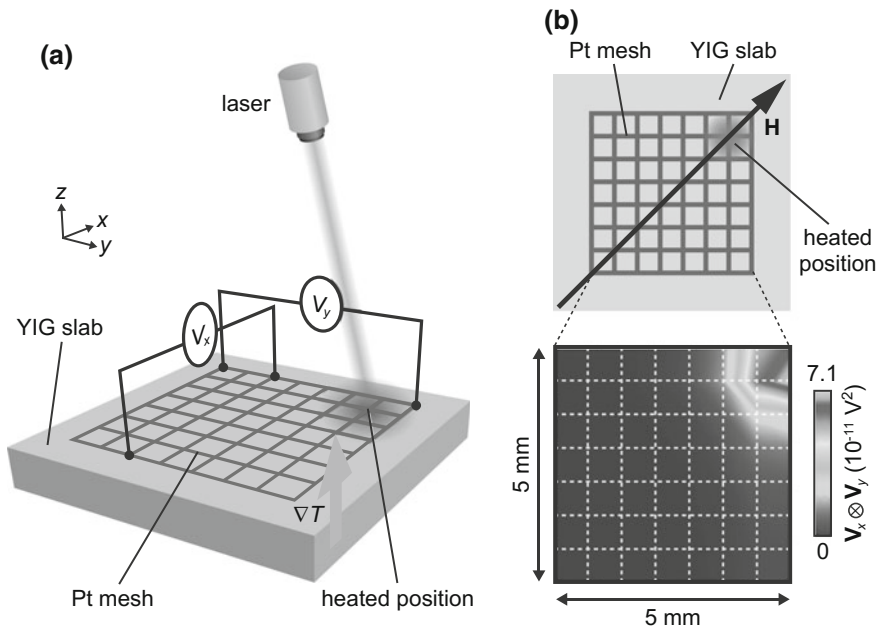 (a)
laser
z
x
y
V_x
V_y
YIG slab
∇T
Pt mesh
heated position
(b)
Pt mesh
YIG slab
H
heated
position
5 mm
5 mm
7.1
0
V_x ⊗ V_y (10^-11 V^2)